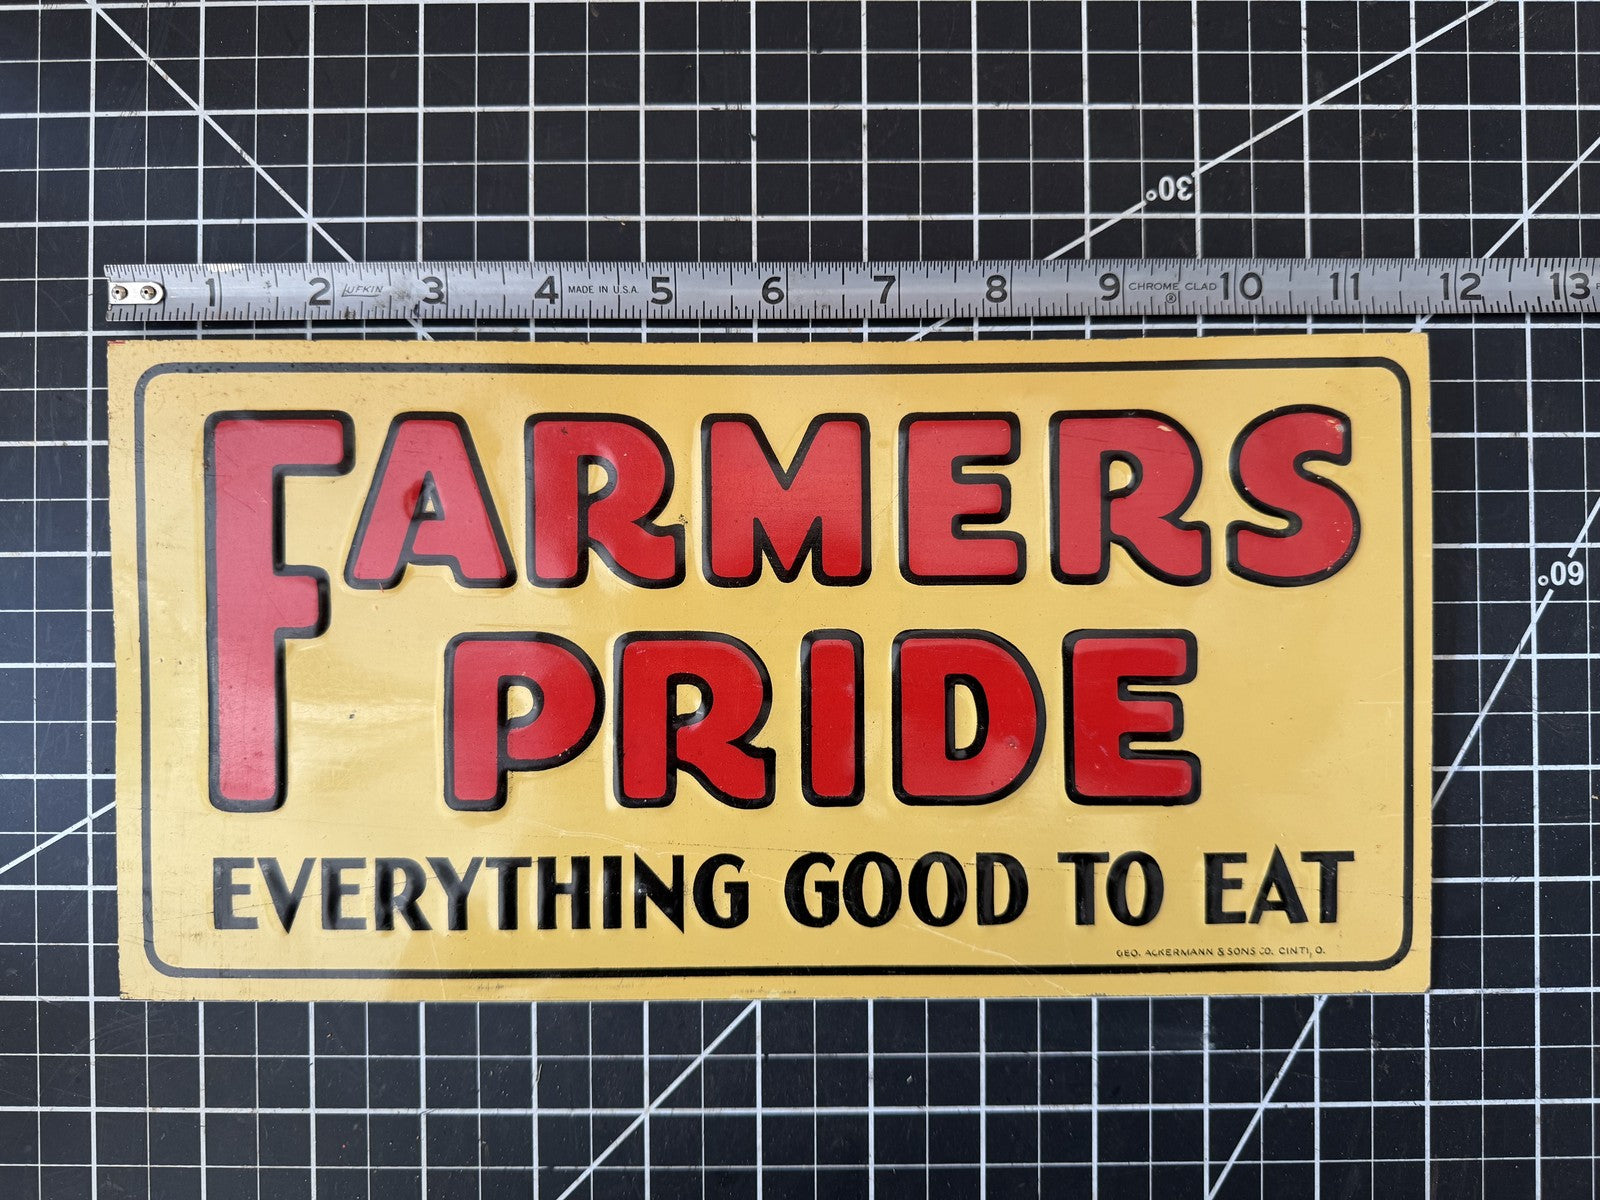 30°
1 2 LUFKIN 3 4 MADE IN U.S.A. 5 6 7 8 9 CHROME CLAD ® 10 11 12 13
FARMERS
PRIDE
60°
EVERYTHING GOOD TO EAT
GEO. ACKERMANN & SONS CO. CINTI, O.